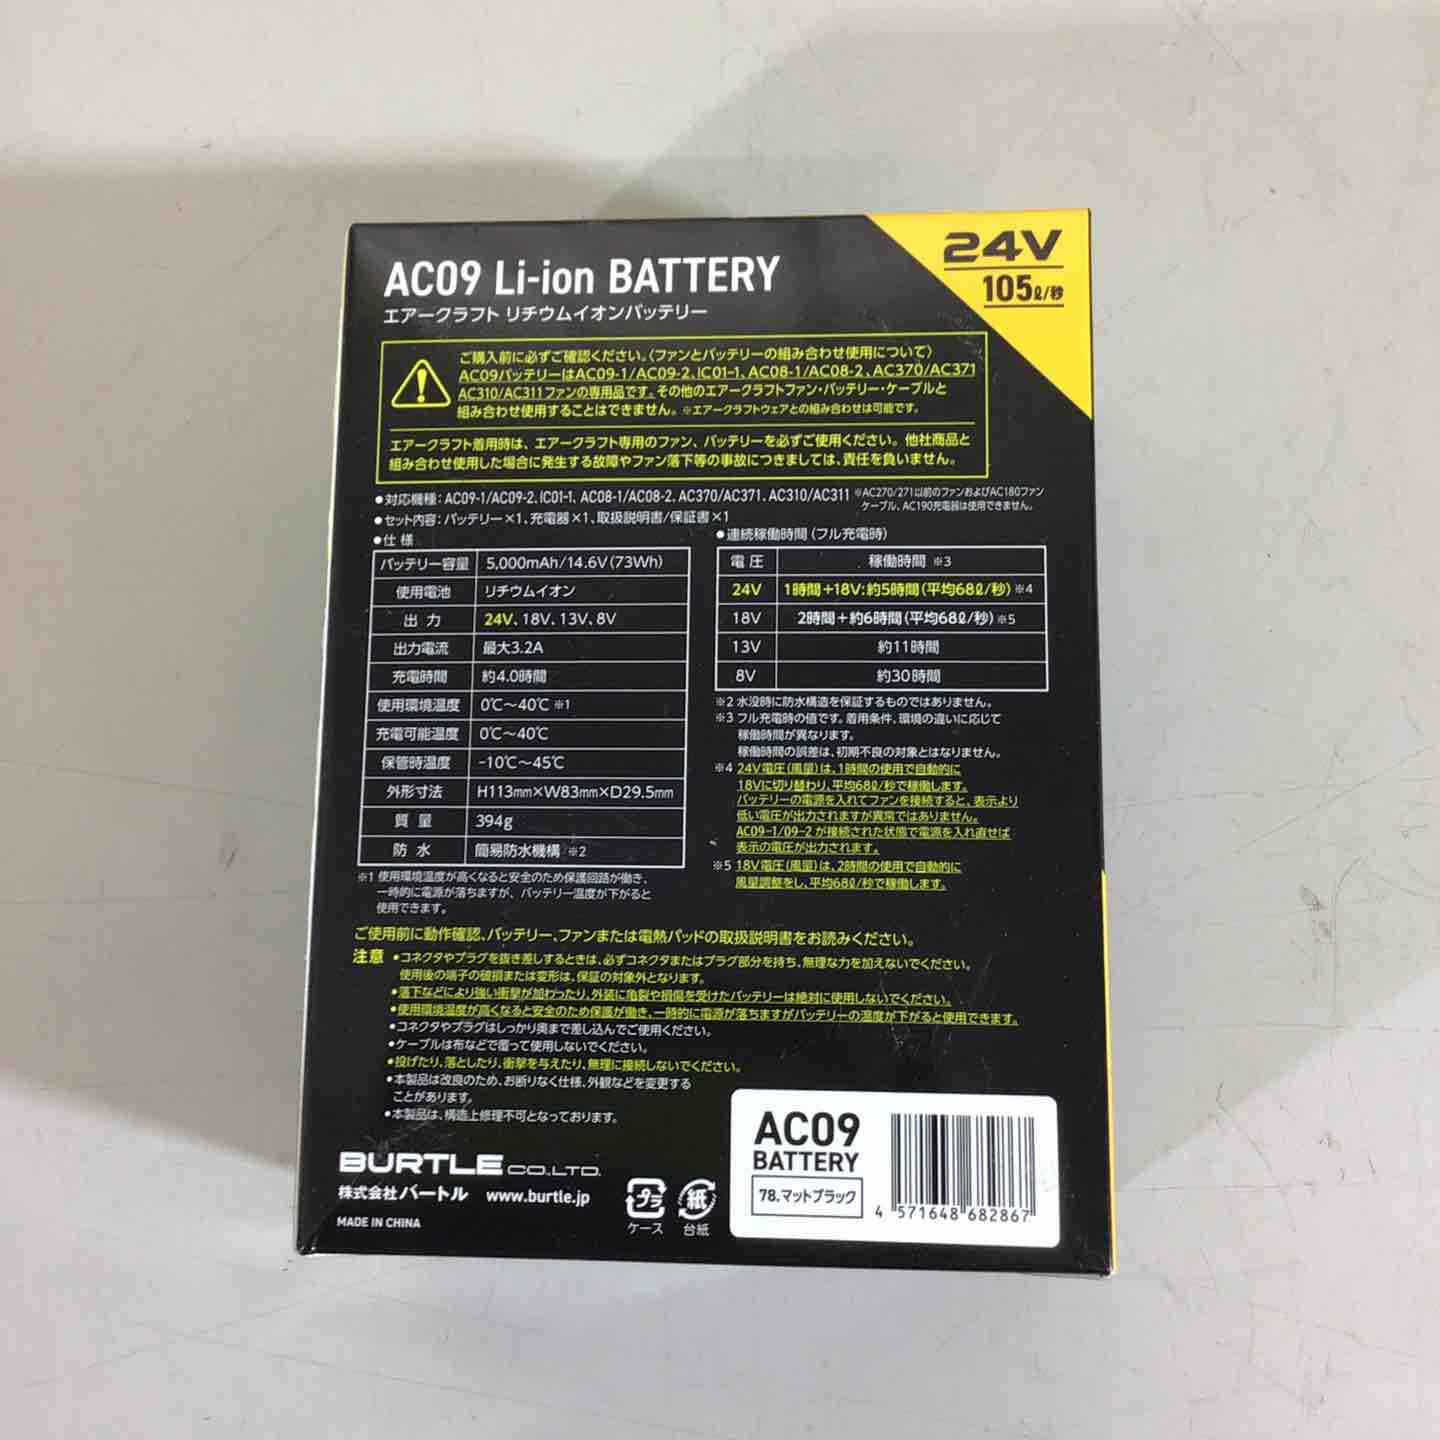 24V
105ℓ/秒
AC09 Li-ion BATTERY
エアークラフト リチウムイオンバッテリー
ご購入前に必ずご確認ください。〈ファンとバッテリーの組み合わせ使用について〉
AC09バッテリーはAC09-1/AC09-2、IC01-1、AC08-1/AC08-2、AC370/AC371
AC310/AC311ファンの専用品です。その他のエアークラフトファン・バッテリー・ケーブルと
組み合わせ使用することはできません。※エアークラフトウェアとの組み合わせは可能です。
エアークラフト着用時は、エアークラフト専用のファン、バッテリーを必ずご使用ください。他社商品と
組み合わせ使用した場合に発生する故障やファン落下等の事故につきましては、責任を負いません。
●対応機種：AC09-1/AC09-2、IC01-1、AC08-1/AC08-2、AC370/AC371、AC310/AC311 ※AC270/271以前のファンおよびAC180ファン
ケーブル、AC190充電器は使用できません。
●セット内容：バッテリー×1、充電器×1、取扱説明書/保証書×1
●仕様
バッテリー容量 5,000mAh/14.6V(73Wh)
使用電池 リチウムイオン
出力 24V、18V、13V、8V
出力電流 最大3.2A
充電時間 約4.0時間
使用環境温度 0℃～40℃ ※1
充電可能温度 0℃～40℃
保管時温度 -10℃～45℃
外形寸法 H113mm×W83mm×D29.5mm
質量 394g
防水 簡易防水機構 ※2
※1 使用環境温度が高くなると安全のため保護回路が働き、
一時的に電源が落ちますが、バッテリー温度が下がると
使用できます。
●連続稼働時間(フル充電時)
電圧 稼働時間 ※3
24V 1時間＋18V：約5時間(平均68ℓ/秒)※4
18V 2時間＋約6時間(平均68ℓ/秒)※5
13V 約11時間
8V 約30時間
※2 水没時に防水構造を保証するものではありません。
※3 フル充電時の値です。着用条件、環境の違いに応じて
稼働時間が異なります。
稼働時間の誤差は、初期不良の対象とはなりません。
※4 24V電圧(風量)は、1時間の使用で自動的に
18Vに切り替わり、平均68ℓ/秒で稼働します。
バッテリーの電源を入れてファンを接続すると、表示より
低い電圧が出力されますが異常ではありません。
AC09-1/09-2 が接続された状態で電源を入れ直せば
表示の電圧が出力されます。
※5 18V電圧(風量)は、2時間の使用で自動的に
風量調整をし、平均68ℓ/秒で稼働します。
ご使用前に動作確認、バッテリー、ファンまたは電熱パッドの取扱説明書をお読みください。
注意 ●コネクタやプラグを抜き差しするときは、必ずコネクタまたはプラグ部分を持ち、無理な力を加えないでください。
使用後の端子の破損または変形は、保証の対象外となります。
●落下などにより強い衝撃が加わったり、外装に亀裂や損傷を受けたバッテリーは絶対に使用しないでください。
●使用環境温度が高くなると安全のため保護が働き、一時的に電源が落ちますがバッテリーの温度が下がると使用できます。
●コネクタやプラグはしっかり奥まで差し込んでご使用ください。
●ケーブルは布などで覆って使用しないでください。
●投げたり、落としたり、衝撃を与えたり、無理に接続しないでください。
●本製品は改良のため、お断りなく仕様、外観などを変更する
ことがあります。
●本製品は、構造上修理不可となっております。
BURTLE CO.,LTD.
株式会社バートル www.burtle.jp
MADE IN CHINA
プラ
ケース
紙
台紙
AC09
BATTERY
78.マットブラック
4 571648 682867